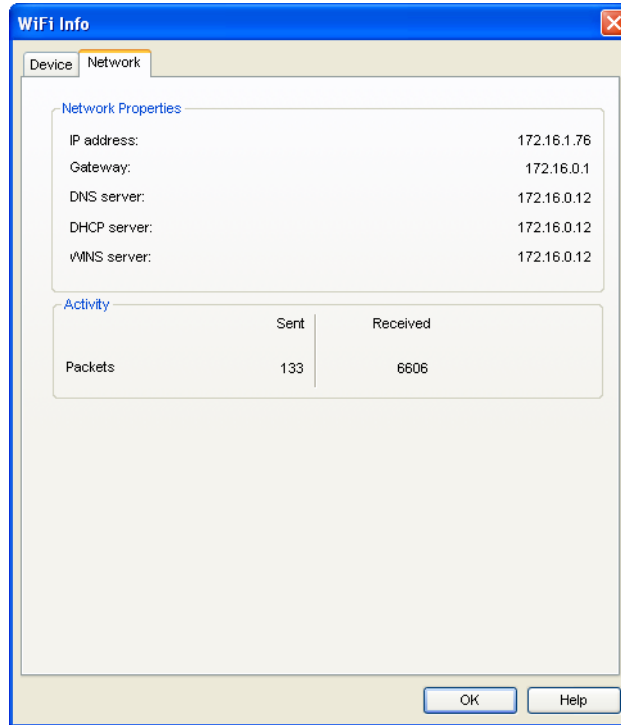 WiFi Info
Device Network
Network Properties
IP address: 172.16.1.76
Gateway: 172.16.0.1
DNS server: 172.16.0.12
DHCP server: 172.16.0.12
WINS server: 172.16.0.12
Activity
Sent Received
Packets 133 6606
OK Help